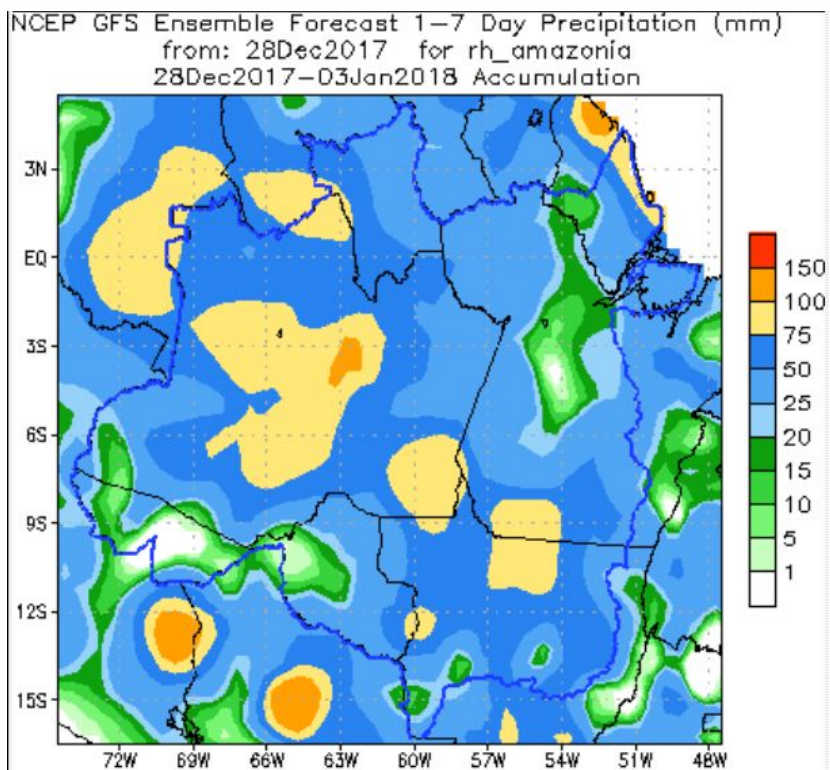 NCEP GFS Ensemble Forecast 1-7 Day Precipitation (mm)
from: 28Dec2017 for rh_amazonia
28Dec2017-03Jan2018 Accumulation
3N
EQ
3S
6S
9S
12S
15S
72W 69W 66W 63W 60W 57W 54W 51W 50W 48W
150
100
75
50
25
20
15
10
5
1